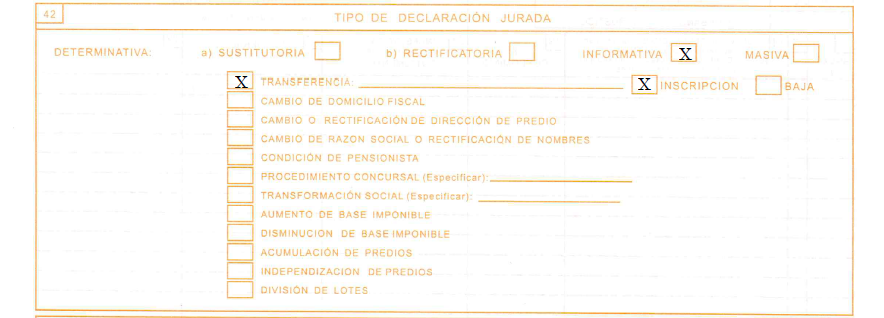 42 TIPO DE DECLARACIÓN JURADA
DETERMINATIVA: a) SUSTITUTORIA b) RECTIFICATORIA INFORMATIVA X MASIVA
X TRANSFERENCIA: X INSCRIPCION BAJA
CAMBIO DE DOMICILIO FISCAL
CAMBIO O RECTIFICACIÓN DE DIRECCIÓN DE PREDIO
CAMBIO DE RAZON SOCIAL O RECTIFICACIÓN DE NOMBRES
CONDICIÓN DE PENSIONISTA
PROCEDIMIENTO CONCURSAL (Especificar):
TRANSFORMACIÓN SOCIAL (Especificar):
AUMENTO DE BASE IMPONIBLE
DISMINUCION DE BASE IMPONIBLE
ACUMULACIÓN DE PREDIOS
INDEPENDIZACION DE PREDIOS
DIVISIÓN DE LOTES